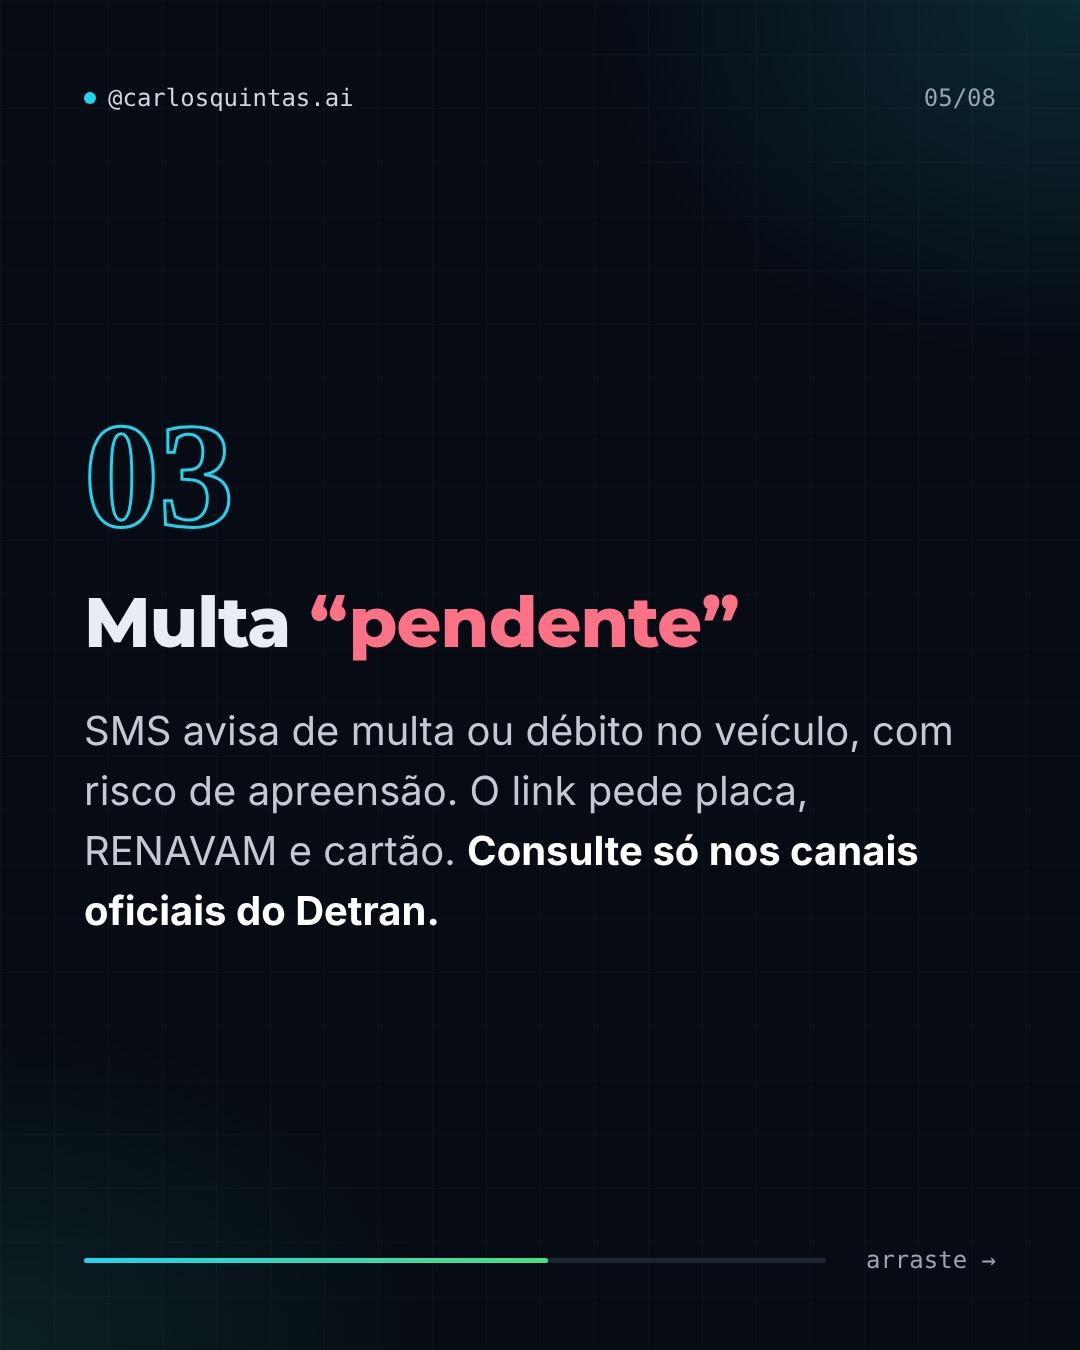 @carlosquintas.ai
05/08
03
Multa “pendente”
SMS avisa de multa ou débito no veículo, com
risco de apreensão. O link pede placa,
RENAVAM e cartão. Consulte só nos canais
oficiais do Detran.
arraste →